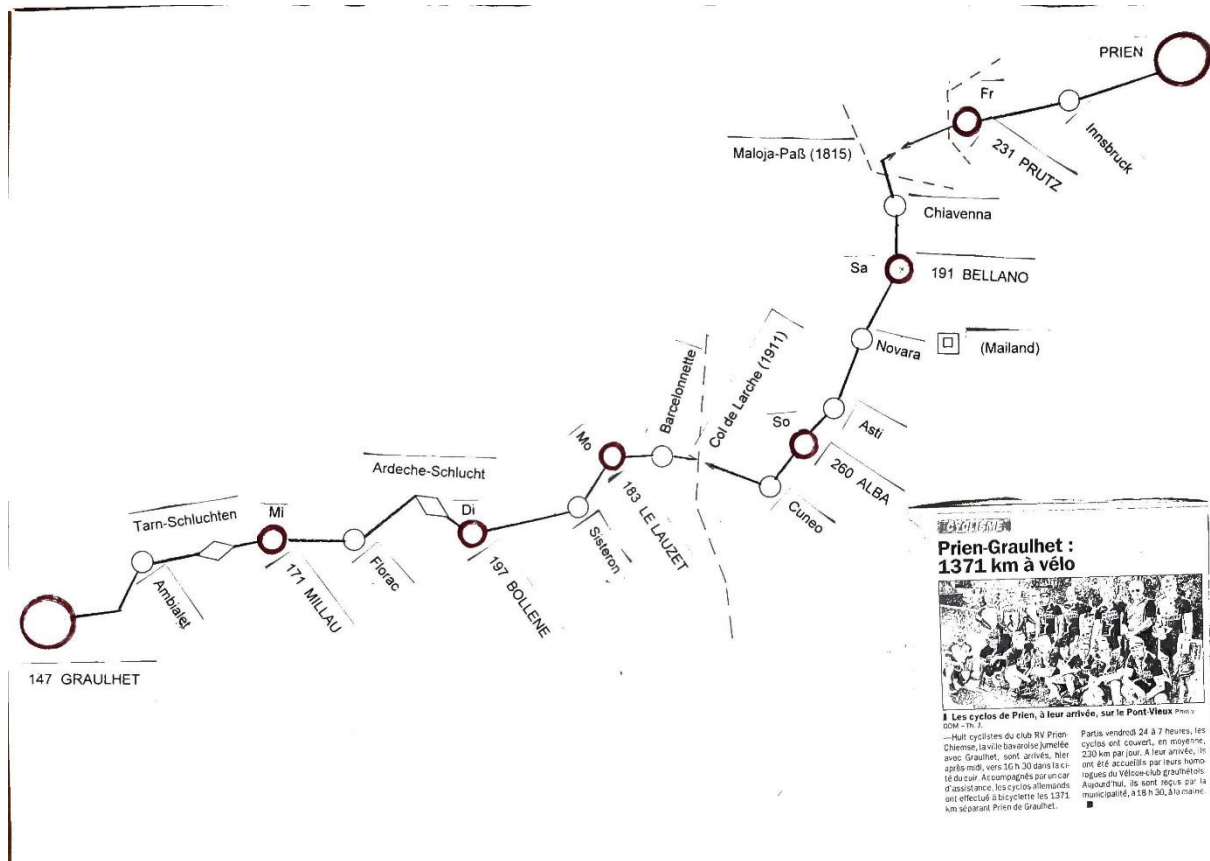 PRIEN
Fr
Innsbruck
231 PRUTZ
Maloja-Paß (1815)
Chiavenna
Sa
191 BELLANO
Novara
(Mailand)
Asti
So
260 ALBA
Cuneo
Col de Larche (1911)
Barcelonnette
Mo
183 LE LAUZET
Sisteron
Ardeche-Schlucht
Di
197 BOLLENE
Florac
Tarn-Schluchten
Mi
171 MILLAU
Ambialet
147 GRAULHET
CYCLISME
Prien-Graulhet :
1371 km à vélo
Les cyclos de Prien, à leur arrivée, sur le Pont-Vieux Photo
DDM – Th. J.
—Huit cyclistes du club RV Prien-
Chiemse, la ville bavaroise jumelée
avec Graulhet, sont arrivés, hier
après-midi, vers 16 h 30 dans la ci-
té du cuir. Accompagnés par un car
d'assistance, les cyclos allemands
ont effectué à bicyclette les 1371
km séparant Prien de Graulhet.
Partis vendredi 24 à 7 heures, les
cyclos ont couvert, en moyenne,
230 km par jour. A leur arrivée, ils
ont été accueillis par leurs homo-
logues du Véloce-club graulhétois.
Aujourd'hui, ils sont reçus par la
municipalité, à 18 h 30, à la mairie.